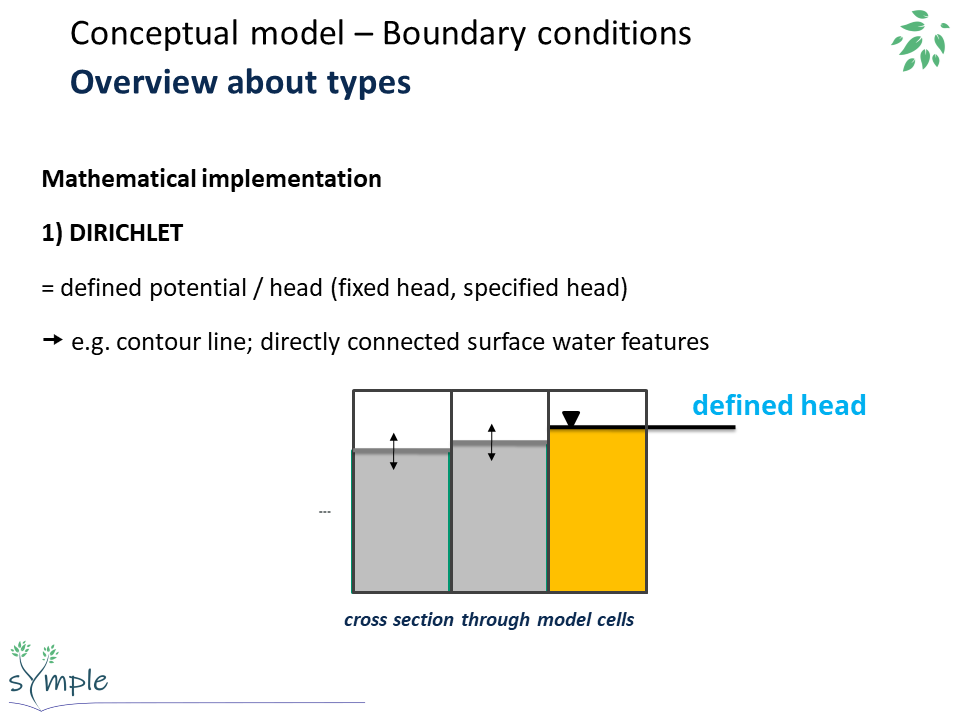 Conceptual model – Boundary conditions
Overview about types
Mathematical implementation
1) DIRICHLET
= defined potential / head (fixed head, specified head)
→ e.g. contour line; directly connected surface water features
defined head
---
cross section through model cells
sYmple